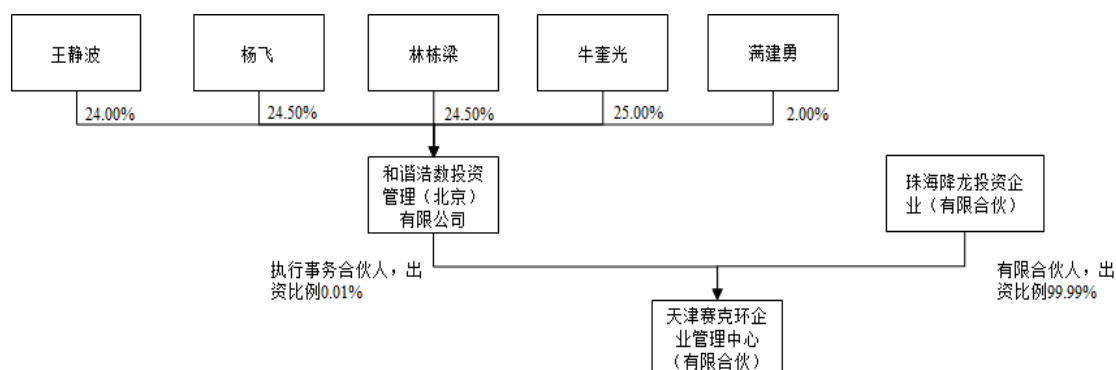 王静波
杨飞
林栋梁
牛奎光
满建勇
24.00%
24.50%
24.50%
25.00%
2.00%
和谐浩数投资
管理（北京）
有限公司
珠海降龙投资企
业（有限合伙）
执行事务合伙人，出
资比例0.01%
有限合伙人，出
资比例99.99%
天津赛克环企
业管理中心
（有限合伙）